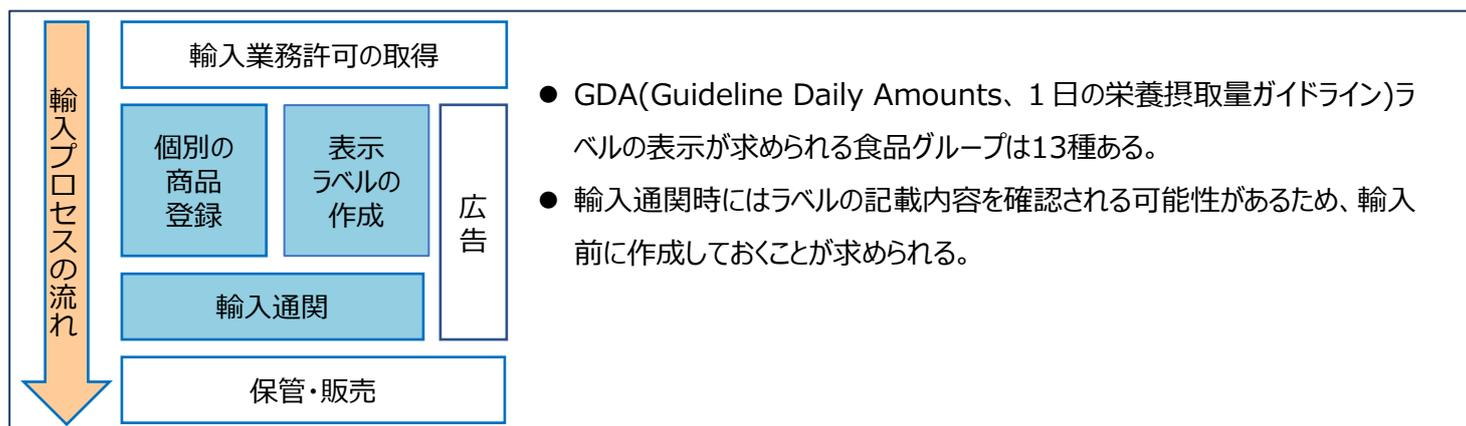 輸入プロセスの流れ
輸入業務許可の取得
個別の
商品
登録
表示
ラベルの
作成
広告
輸入通関
保管・販売
● GDA(Guideline Daily Amounts、１日の栄養摂取量ガイドライン)ラ
ベルの表示が求められる食品グループは13種ある。
● 輸入通関時にはラベルの記載内容を確認される可能性があるため、輸入
前に作成しておくことが求められる。